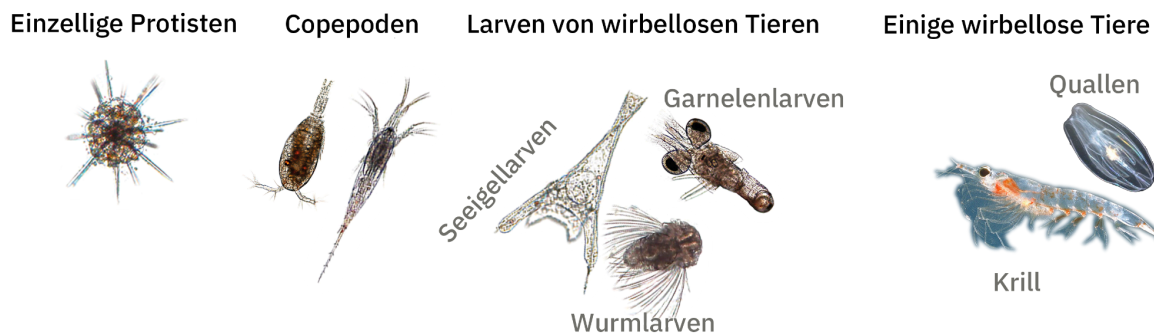 Einzellige Protisten
Copepoden
Larven von wirbellosen Tieren
Einige wirbellose Tiere
Seeigellarven
Garnelenlarven
Wurmlarven
Quallen
Krill